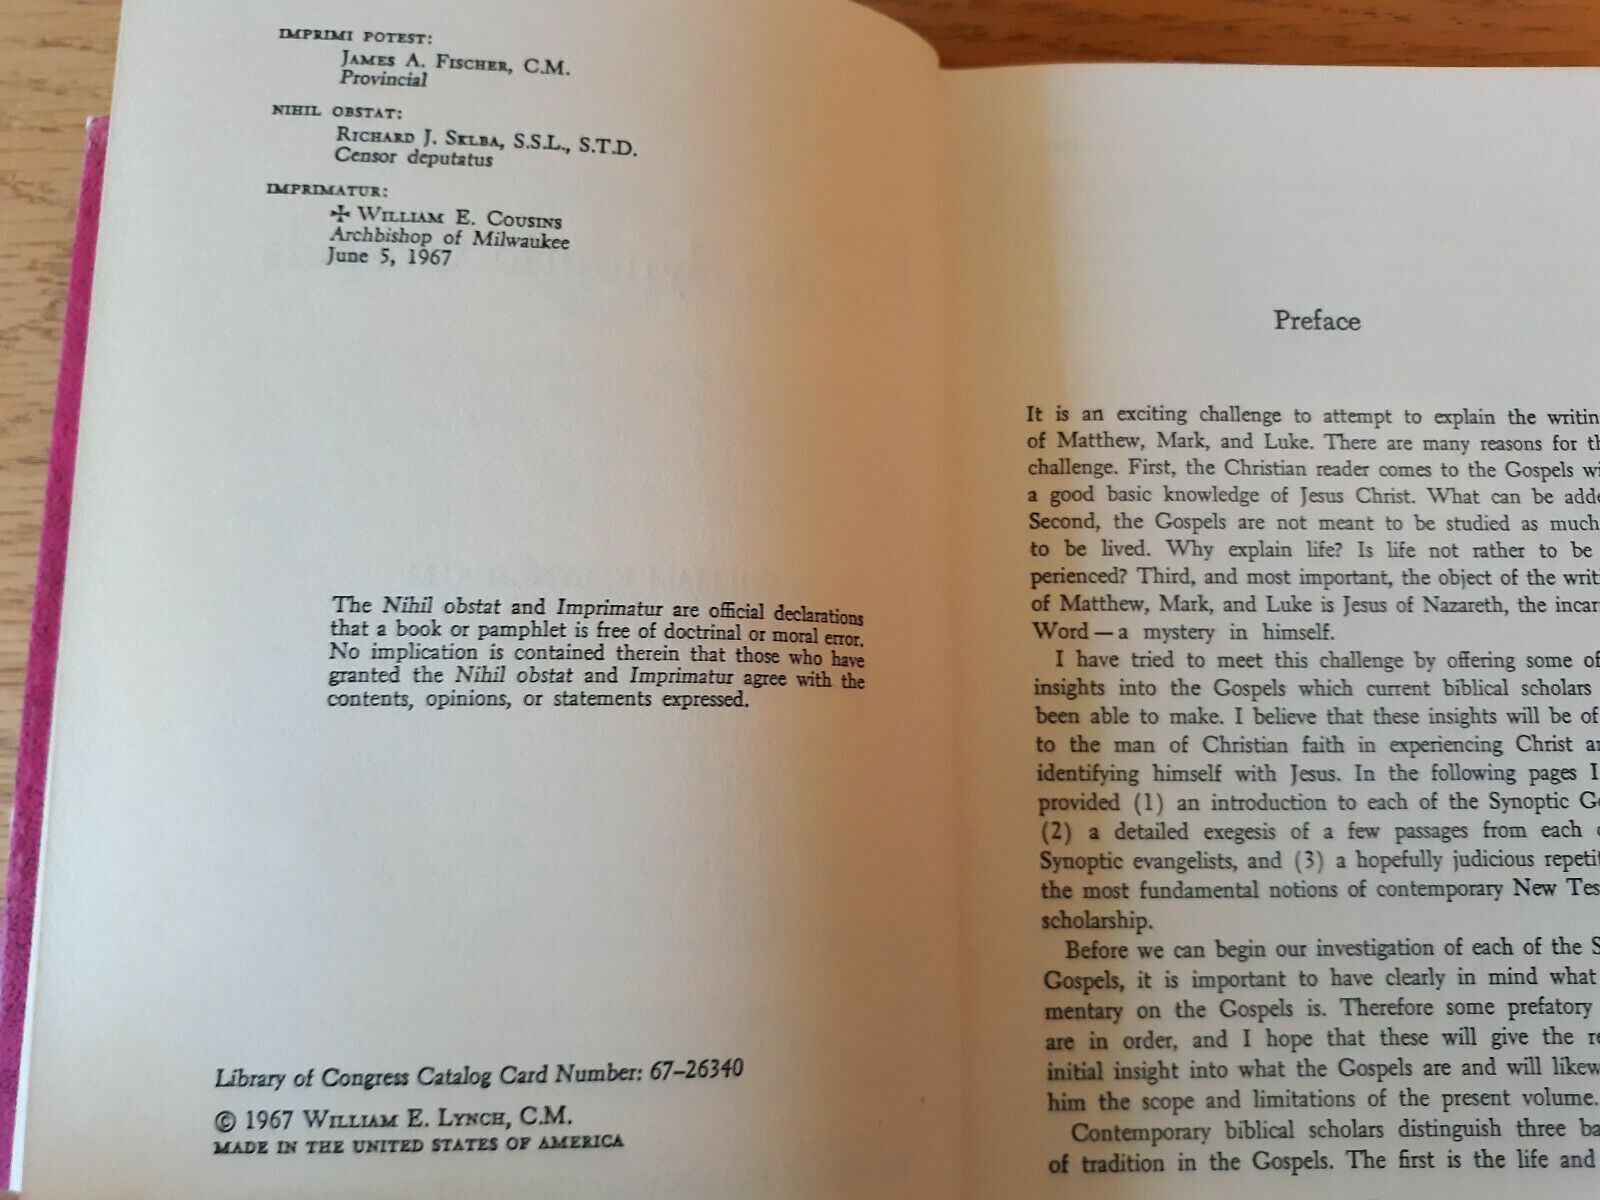 IMPRIMI POTEST:
JAMES A. FISCHER, C.M.
Provincial
NIHIL OBSTAT:
RICHARD J. SKLBA, S.S.L., S.T.D.
Censor deputatus
IMPRIMATUR:
✢ WILLIAM E. COUSINS
Archbishop of Milwaukee
June 5, 1967
The Nihil obstat and Imprimatur are official declarations
that a book or pamphlet is free of doctrinal or moral error.
No implication is contained therein that those who have
granted the Nihil obstat and Imprimatur agree with the
contents, opinions, or statements expressed.
Library of Congress Catalog Card Number: 67-26340
© 1967 WILLIAM E. LYNCH, C.M.
MADE IN THE UNITED STATES OF AMERICA
Preface
It is an exciting challenge to attempt to explain the writin
of Matthew, Mark, and Luke. There are many reasons for th
challenge. First, the Christian reader comes to the Gospels wi
a good basic knowledge of Jesus Christ. What can be adde
Second, the Gospels are not meant to be studied as much
to be lived. Why explain life? Is life not rather to be
perienced? Third, and most important, the object of the writi
of Matthew, Mark, and Luke is Jesus of Nazareth, the incar
Word — a mystery in himself.
I have tried to meet this challenge by offering some of
insights into the Gospels which current biblical scholars
been able to make. I believe that these insights will be of
to the man of Christian faith in experiencing Christ a
identifying himself with Jesus. In the following pages I
provided (1) an introduction to each of the Synoptic G
(2) a detailed exegesis of a few passages from each
Synoptic evangelists, and (3) a hopefully judicious repeti
the most fundamental notions of contemporary New Tes
scholarship.
Before we can begin our investigation of each of the S
Gospels, it is important to have clearly in mind what
mentary on the Gospels is. Therefore some prefatory
are in order, and I hope that these will give the re
initial insight into what the Gospels are and will likew
him the scope and limitations of the present volume.
Contemporary biblical scholars distinguish three ba
of tradition in the Gospels. The first is the life and